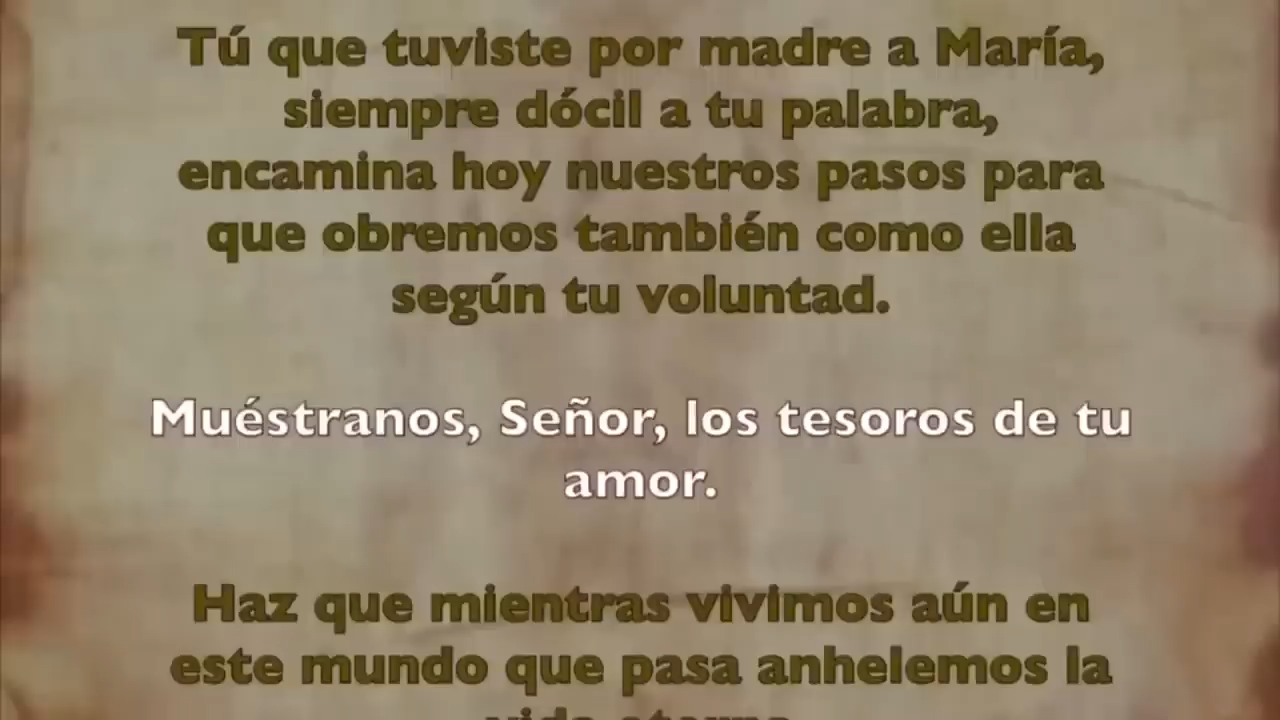 Tú que tuviste por madre a María,
siempre dócil a tu palabra,
encamina hoy nuestros pasos para
que obremos también como ella
según tu voluntad.
Muéstranos, Señor, los tesoros de tu
amor.
Haz que mientras vivimos aún en
este mundo que pasa anhelemos la